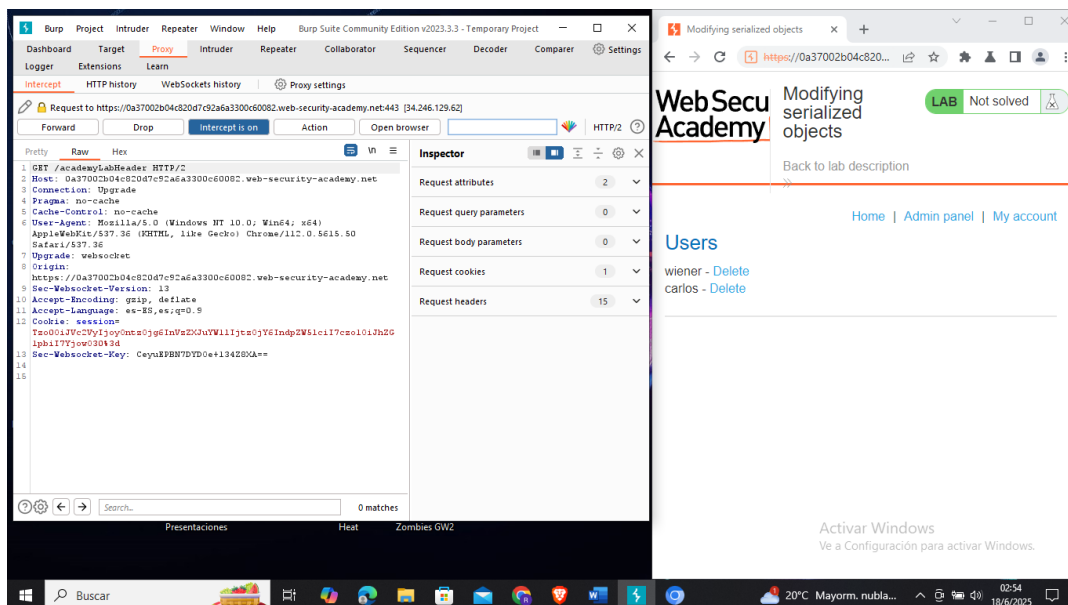 Burp Project Intruder Repeater Window Help Burp Suite Community Edition v2023.3.3 - Temporary Project
Dashboard Target Proxy Intruder Repeater Collaborator Sequencer Decoder Comparer Settings
Logger Extensions Learn
Intercept HTTP history WebSockets history Proxy settings
Request to https://0a37002b04c820d7c92a6a3300c60082.web-security-academy.net:443 [34.246.129.62]
Forward Drop Intercept is on Action Open browser HTTP/2
Pretty Raw Hex \n
1 GET /academyLabHeader HTTP/2
2 Host: 0a37002b04c820d7c92a6a3300c60082.web-security-academy.net
3 Connection: Upgrade
4 Pragma: no-cache
5 Cache-Control: no-cache
6 User-Agent: Mozilla/5.0 (Windows NT 10.0; Win64; x64)
AppleWebKit/537.36 (KHTML, like Gecko) Chrome/112.0.5615.50
Safari/537.36
7 Upgrade: websocket
8 Origin:
https://0a37002b04c820d7c92a6a3300c60082.web-security-academy.net
9 Sec-Websocket-Version: 13
10 Accept-Encoding: gzip, deflate
11 Accept-Language: es-ES,es;q=0.9
12 Cookie: session=
Tzo0OiJVc2VyIjoyOntzOjg6InVzZXJuYW1lIjtzOjY6IndpZW5lciI7czo1OiJhZG
1pbiI7YjowO30%3d
13 Sec-Websocket-Key: CeyuEPBN7DYD0e+134Z8XA==
14
15
Inspector
Request attributes 2
Request query parameters 0
Request body parameters 0
Request cookies 1
Request headers 15
Search... 0 matches
Presentaciones Heat Zombies GW2
Modifying serialized objects
https://0a37002b04c820...
Web Secu
Academy
Modifying
serialized
objects
LAB Not solved
Back to lab description
Home | Admin panel | My account
Users
wiener - Delete
carlos - Delete
Activar Windows
Ve a Configuración para activar Windows.
Buscar
20°C Mayorm. nubla...
02:54
18/6/2025